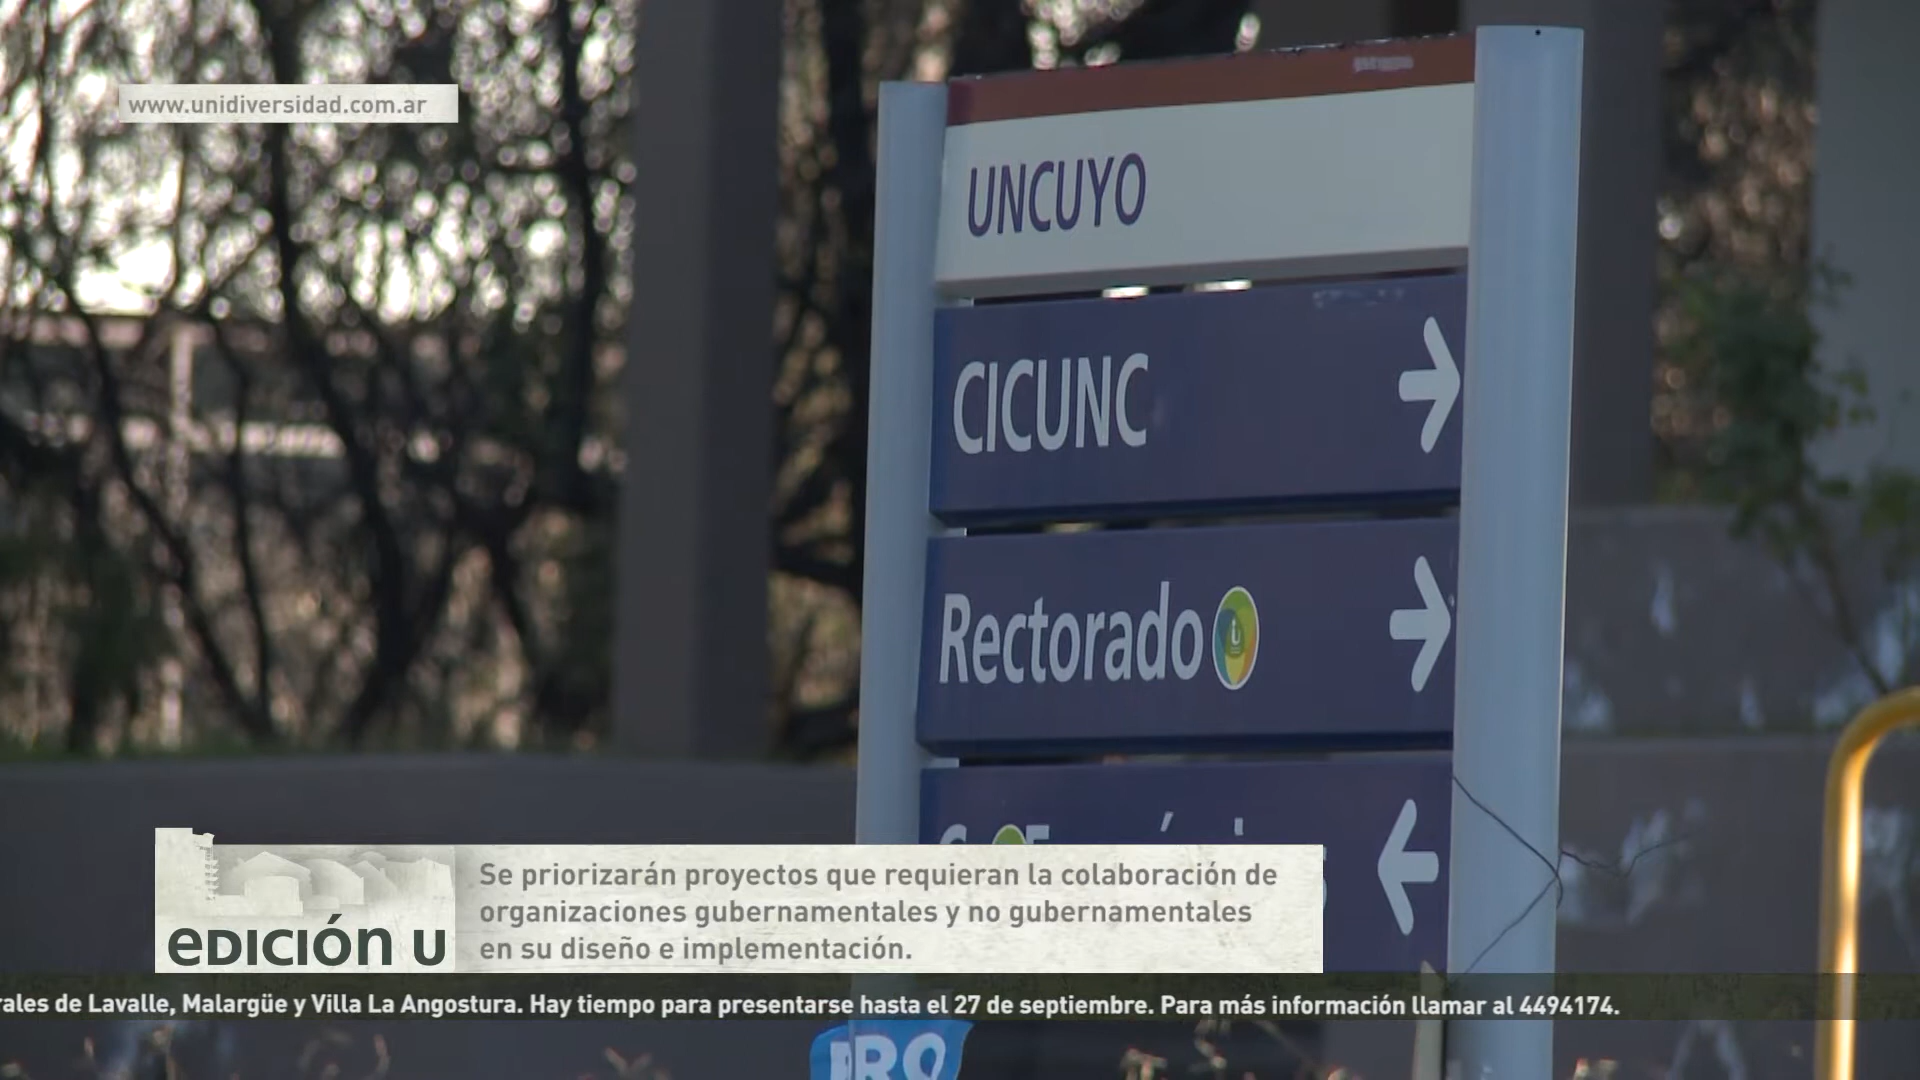 www.unidiversidad.com.ar
UNCUYO
CICUNC
Rectorado
Se priorizarán proyectos que requieran la colaboración de
organizaciones gubernamentales y no gubernamentales
en su diseño e implementación.
eDICIÓn U
rales de Lavalle, Malargüe y Villa La Angostura. Hay tiempo para presentarse hasta el 27 de septiembre. Para más información llamar al 4494174.
PRO